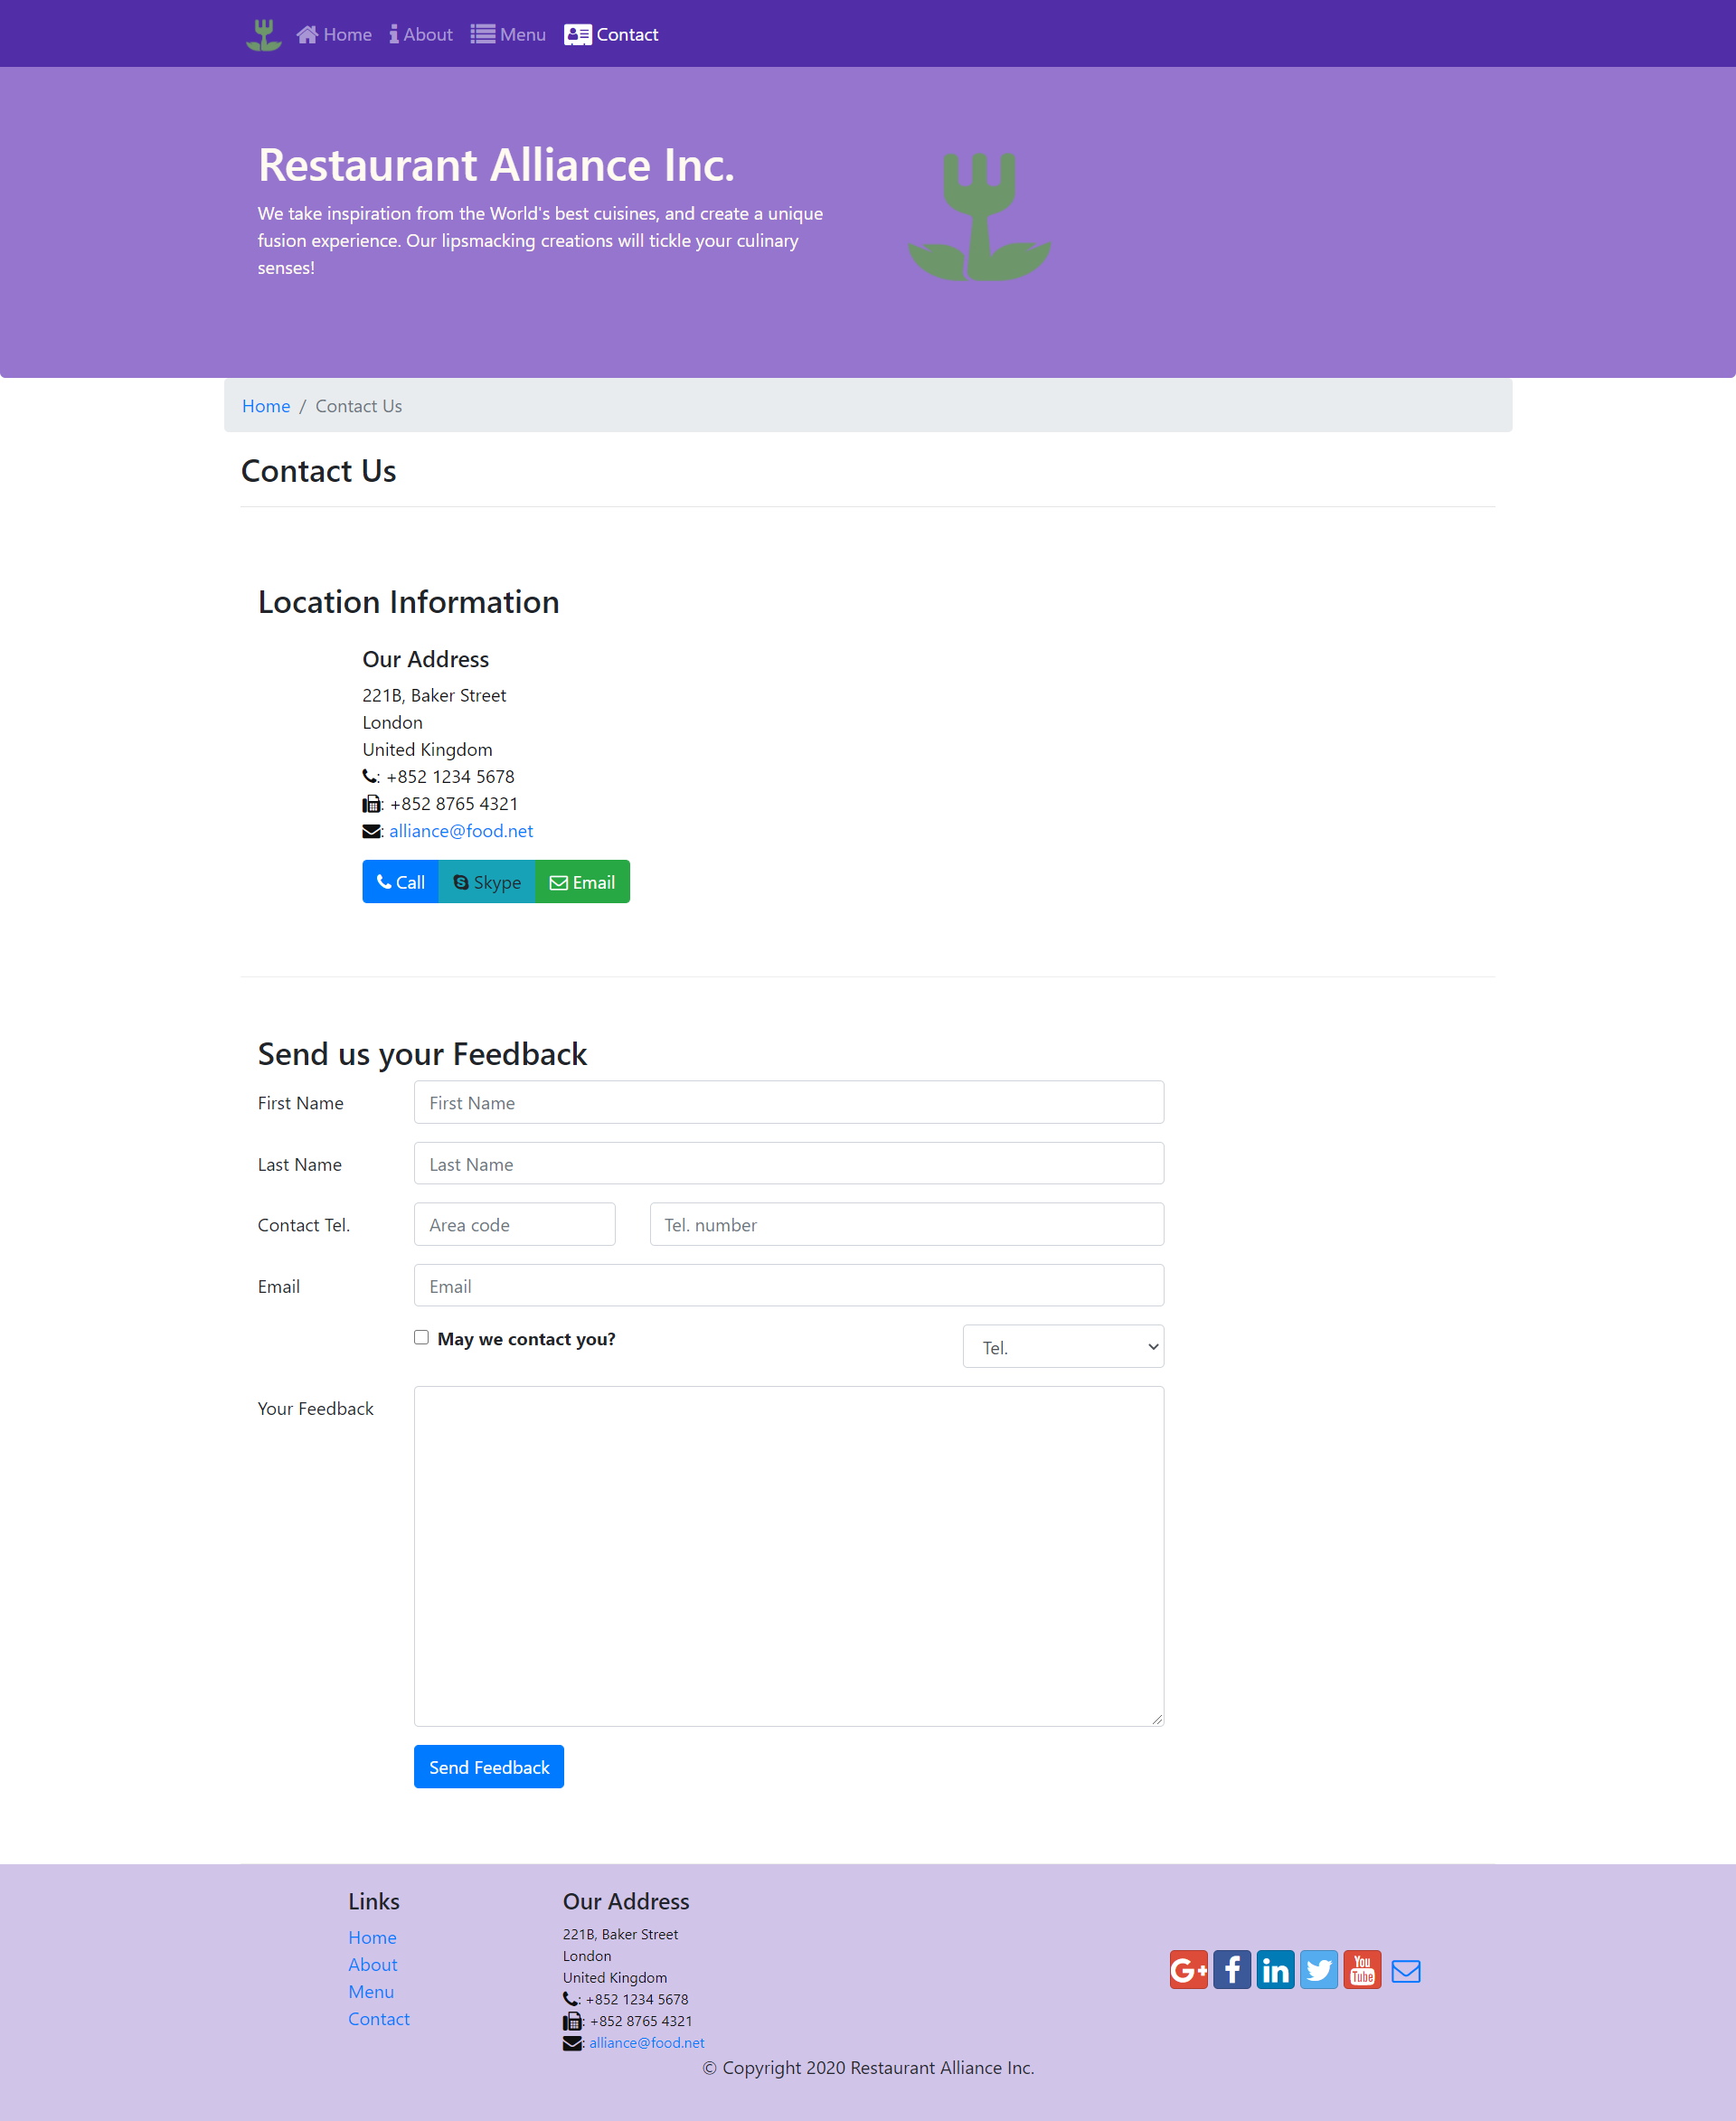 Home About Menu Contact
Restaurant Alliance Inc.
We take inspiration from the World's best cuisines, and create a unique
fusion experience. Our lipsmacking creations will tickle your culinary
senses!
Home / Contact Us
Contact Us
Location Information
Our Address
221B, Baker Street
London
United Kingdom
: +852 1234 5678
: +852 8765 4321
: alliance@food.net
Call Skype Email
Send us your Feedback
First Name First Name
Last Name Last Name
Contact Tel. Area code Tel. number
Email Email
May we contact you? Tel.
Your Feedback
Send Feedback
Links
Home
About
Menu
Contact
Our Address
221B, Baker Street
London
United Kingdom
: +852 1234 5678
: +852 8765 4321
: alliance@food.net
G+ f in You Tube
© Copyright 2020 Restaurant Alliance Inc.